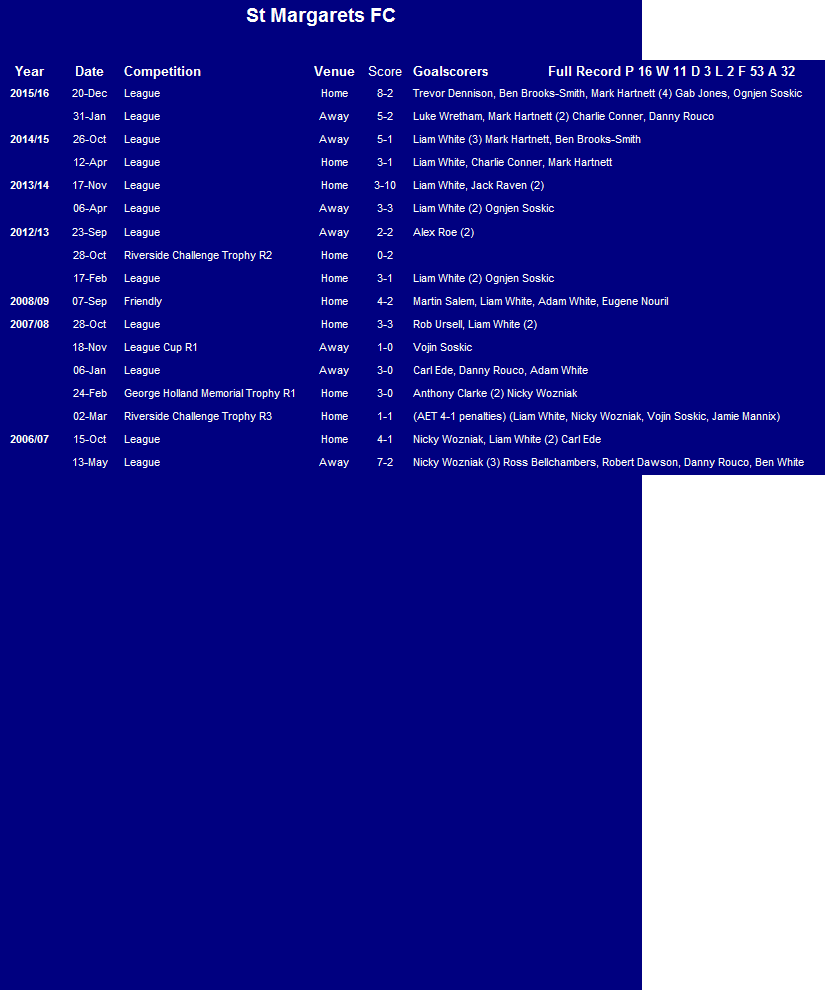 St Margarets FC
Year Date Competition Venue Score Goalscorers Full Record P 16 W 11 D 3 L 2 F 53 A 32
2015/16 20-Dec League Home 8-2 Trevor Dennison, Ben Brooks-Smith, Mark Hartnett (4) Gab Jones, Ognjen Soskic
31-Jan League Away 5-2 Luke Wretham, Mark Hartnett (2) Charlie Conner, Danny Rouco
2014/15 26-Oct League Away 5-1 Liam White (3) Mark Hartnett, Ben Brooks-Smith
12-Apr League Home 3-1 Liam White, Charlie Conner, Mark Hartnett
2013/14 17-Nov League Home 3-10 Liam White, Jack Raven (2)
06-Apr League Away 3-3 Liam White (2) Ognjen Soskic
2012/13 23-Sep League Away 2-2 Alex Roe (2)
28-Oct Riverside Challenge Trophy R2 Home 0-2
17-Feb League Home 3-1 Liam White (2) Ognjen Soskic
2008/09 07-Sep Friendly Home 4-2 Martin Salem, Liam White, Adam White, Eugene Nouril
2007/08 28-Oct League Home 3-3 Rob Ursell, Liam White (2)
18-Nov League Cup R1 Away 1-0 Vojin Soskic
06-Jan League Away 3-0 Carl Ede, Danny Rouco, Adam White
24-Feb George Holland Memorial Trophy R1 Home 3-0 Anthony Clarke (2) Nicky Wozniak
02-Mar Riverside Challenge Trophy R3 Home 1-1 (AET 4-1 penalties) (Liam White, Nicky Wozniak, Vojin Soskic, Jamie Mannix)
2006/07 15-Oct League Home 4-1 Nicky Wozniak, Liam White (2) Carl Ede
13-May League Away 7-2 Nicky Wozniak (3) Ross Bellchambers, Robert Dawson, Danny Rouco, Ben White